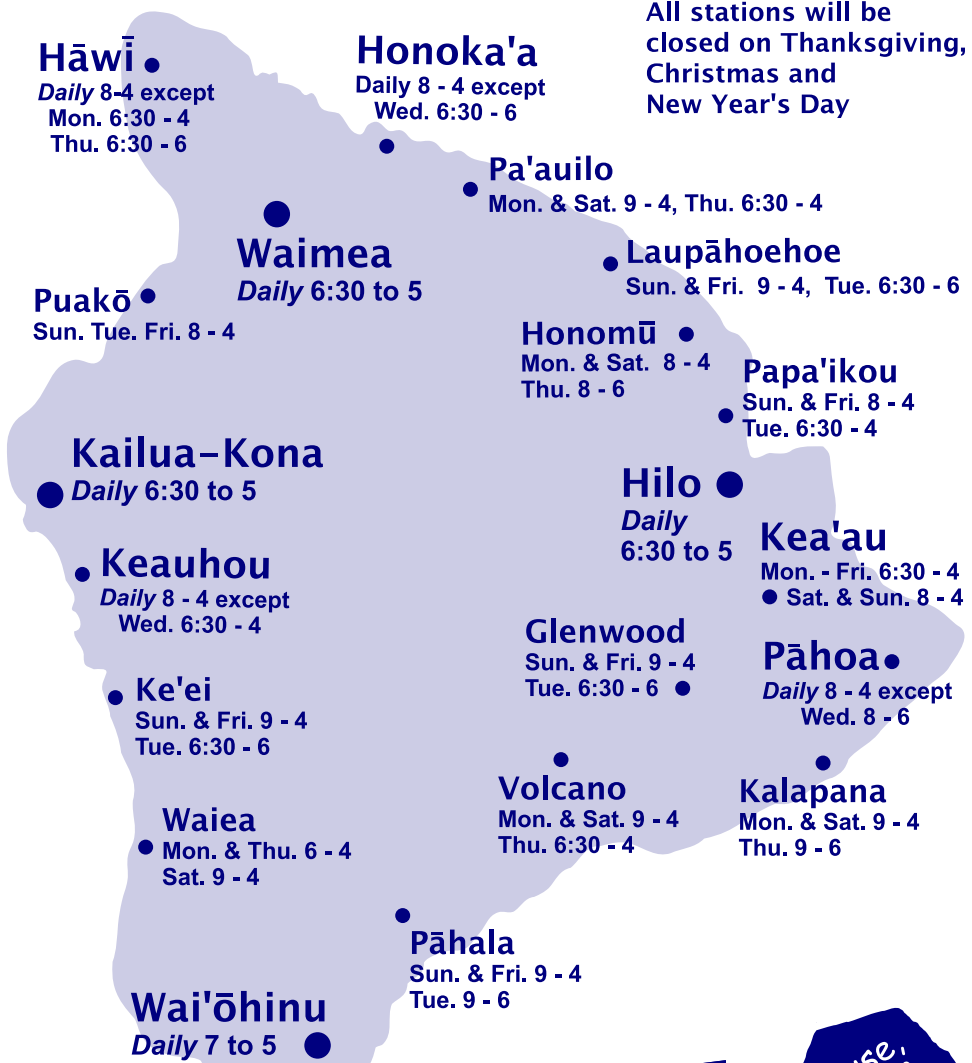 All stations will be
closed on Thanksgiving,
Christmas and
New Year's Day
Hāwī
Daily 8-4 except
Mon. 6:30 - 4
Thu. 6:30 - 6
Honoka'a
Daily 8 - 4 except
Wed. 6:30 - 6
Pa'auilo
Mon. & Sat. 9 - 4, Thu. 6:30 - 4
Waimea
Daily 6:30 to 5
Laupāhoehoe
Sun. & Fri. 9 - 4, Tue. 6:30 - 6
Puakō
Sun. Tue. Fri. 8 - 4
Honomū
Mon. & Sat. 8 - 4
Thu. 8 - 6
Papa'ikou
Sun. & Fri. 8 - 4
Tue. 6:30 - 4
Kailua-Kona
Daily 6:30 to 5
Hilo
Daily
6:30 to 5
Kea'au
Mon. - Fri. 6:30 - 4
Sat. & Sun. 8 - 4
Keauhou
Daily 8 - 4 except
Wed. 6:30 - 4
Glenwood
Sun. & Fri. 9 - 4
Tue. 6:30 - 6
Pāhoa
Daily 8 - 4 except
Wed. 8 - 6
Ke'ei
Sun. & Fri. 9 - 4
Tue. 6:30 - 6
Volcano
Mon. & Sat. 9 - 4
Thu. 6:30 - 4
Kalapana
Mon. & Sat. 9 - 4
Thu. 9 - 6
Waiea
Mon. & Thu. 6 - 4
Sat. 9 - 4
Pāhala
Sun. & Fri. 9 - 4
Tue. 9 - 6
Wai'ōhinu
Daily 7 to 5